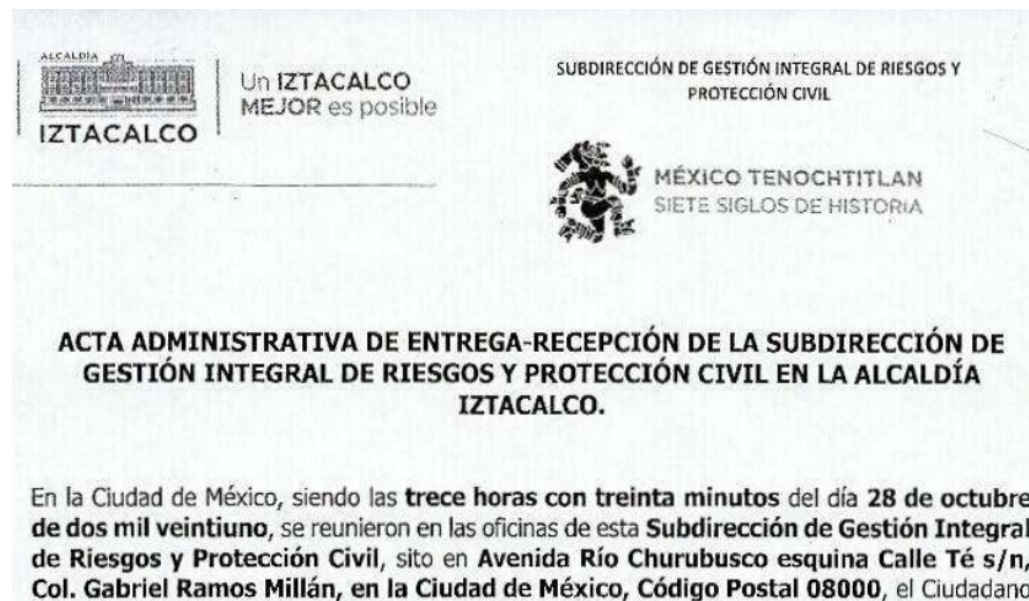 ALCALDÍA
IZTACALCO
Un IZTACALCO
MEJOR es posible
SUBDIRECCIÓN DE GESTIÓN INTEGRAL DE RIESGOS Y
PROTECCIÓN CIVIL
MÉXICO TENOCHTITLAN
SIETE SIGLOS DE HISTORIA
ACTA ADMINISTRATIVA DE ENTREGA-RECEPCIÓN DE LA SUBDIRECCIÓN DE
GESTIÓN INTEGRAL DE RIESGOS Y PROTECCIÓN CIVIL EN LA ALCALDÍA
IZTACALCO.
En la Ciudad de México, siendo las trece horas con treinta minutos del día 28 de octubre
de dos mil veintiuno, se reunieron en las oficinas de esta Subdirección de Gestión Integral
de Riesgos y Protección Civil, sito en Avenida Río Churubusco esquina Calle Té s/n,
Col. Gabriel Ramos Millán, en la Ciudad de México, Código Postal 08000, el Ciudadano